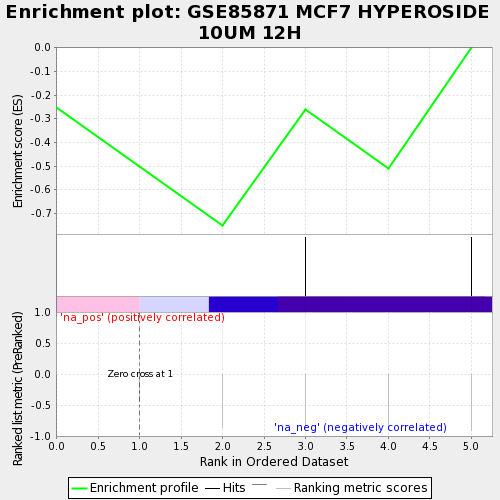 Enrichment plot: GSE85871 MCF7 HYPEROSIDE
10UM 12H
Enrichment score (ES)
0.0
-0.1
-0.2
-0.3
-0.4
-0.5
-0.6
-0.7
Ranked list metric (PreRanked)
1.0
0.5
0.0
-0.5
-1.0
'na_pos' (positively correlated)
Zero cross at 1
'na_neg' (negatively correlated)
0.0 0.5 1.0 1.5 2.0 2.5 3.0 3.5 4.0 4.5 5.0
Rank in Ordered Dataset
Enrichment profile Hits Ranking metric scores